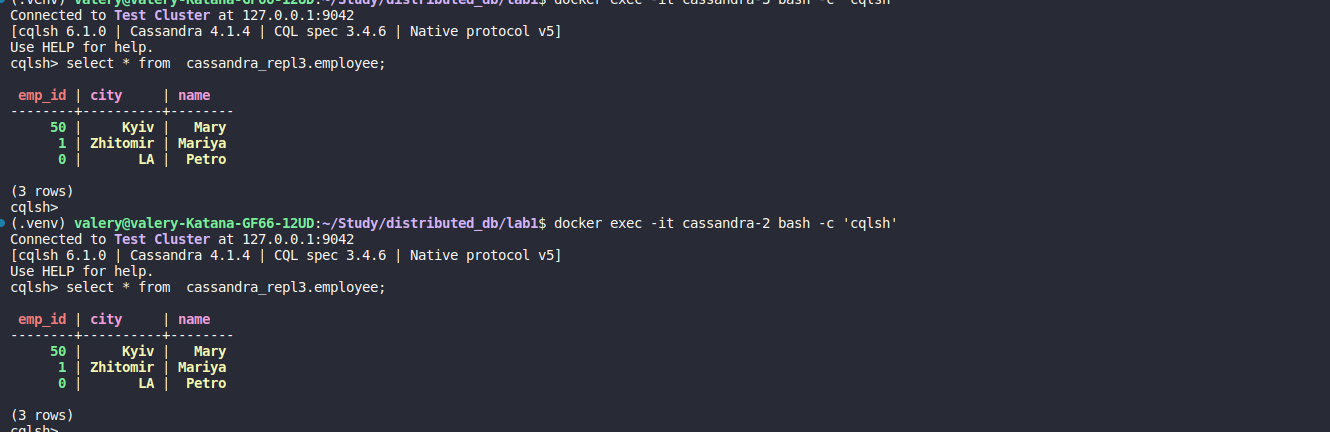 (.venv) valery@valery-Katana-GF66-12UD:~/Study/distributed_db/lab1$ docker exec -it cassandra-3 bash -c 'cqlsh'
Connected to Test Cluster at 127.0.0.1:9042
[cqlsh 6.1.0 | Cassandra 4.1.4 | CQL spec 3.4.6 | Native protocol v5]
Use HELP for help.
cqlsh> select * from  cassandra_repl3.employee;
 emp_id | city     | name
--------+----------+--------
     50 |     Kyiv |   Mary
      1 | Zhitomir | Mariya
      0 |       LA |  Petro
(3 rows)
cqlsh>
(.venv) valery@valery-Katana-GF66-12UD:~/Study/distributed_db/lab1$ docker exec -it cassandra-2 bash -c 'cqlsh'
Connected to Test Cluster at 127.0.0.1:9042
[cqlsh 6.1.0 | Cassandra 4.1.4 | CQL spec 3.4.6 | Native protocol v5]
Use HELP for help.
cqlsh> select * from  cassandra_repl3.employee;
 emp_id | city     | name
--------+----------+--------
     50 |     Kyiv |   Mary
      1 | Zhitomir | Mariya
      0 |       LA |  Petro
(3 rows)
cqlsh>